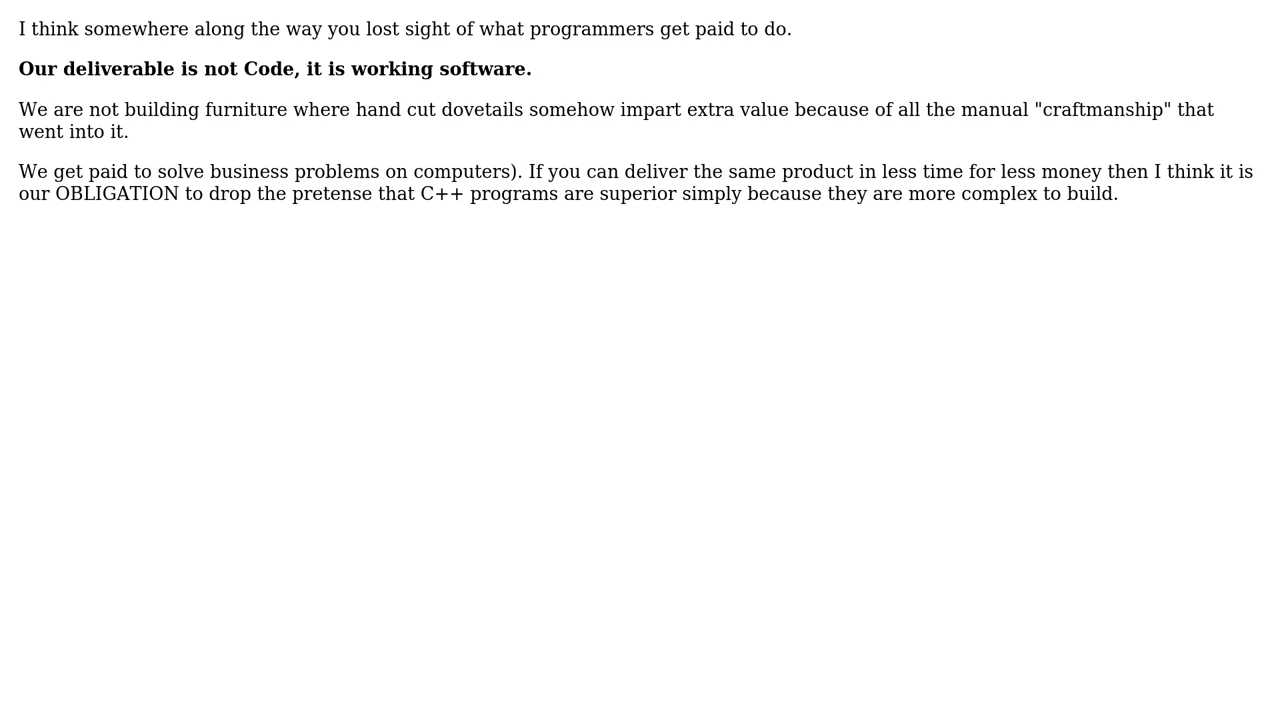 I think somewhere along the way you lost sight of what programmers get paid to do.
Our deliverable is not Code, it is working software.
We are not building furniture where hand cut dovetails somehow impart extra value because of all the manual "craftmanship" that
went into it.
We get paid to solve business problems on computers). If you can deliver the same product in less time for less money then I think it is
our OBLIGATION to drop the pretense that C++ programs are superior simply because they are more complex to build.